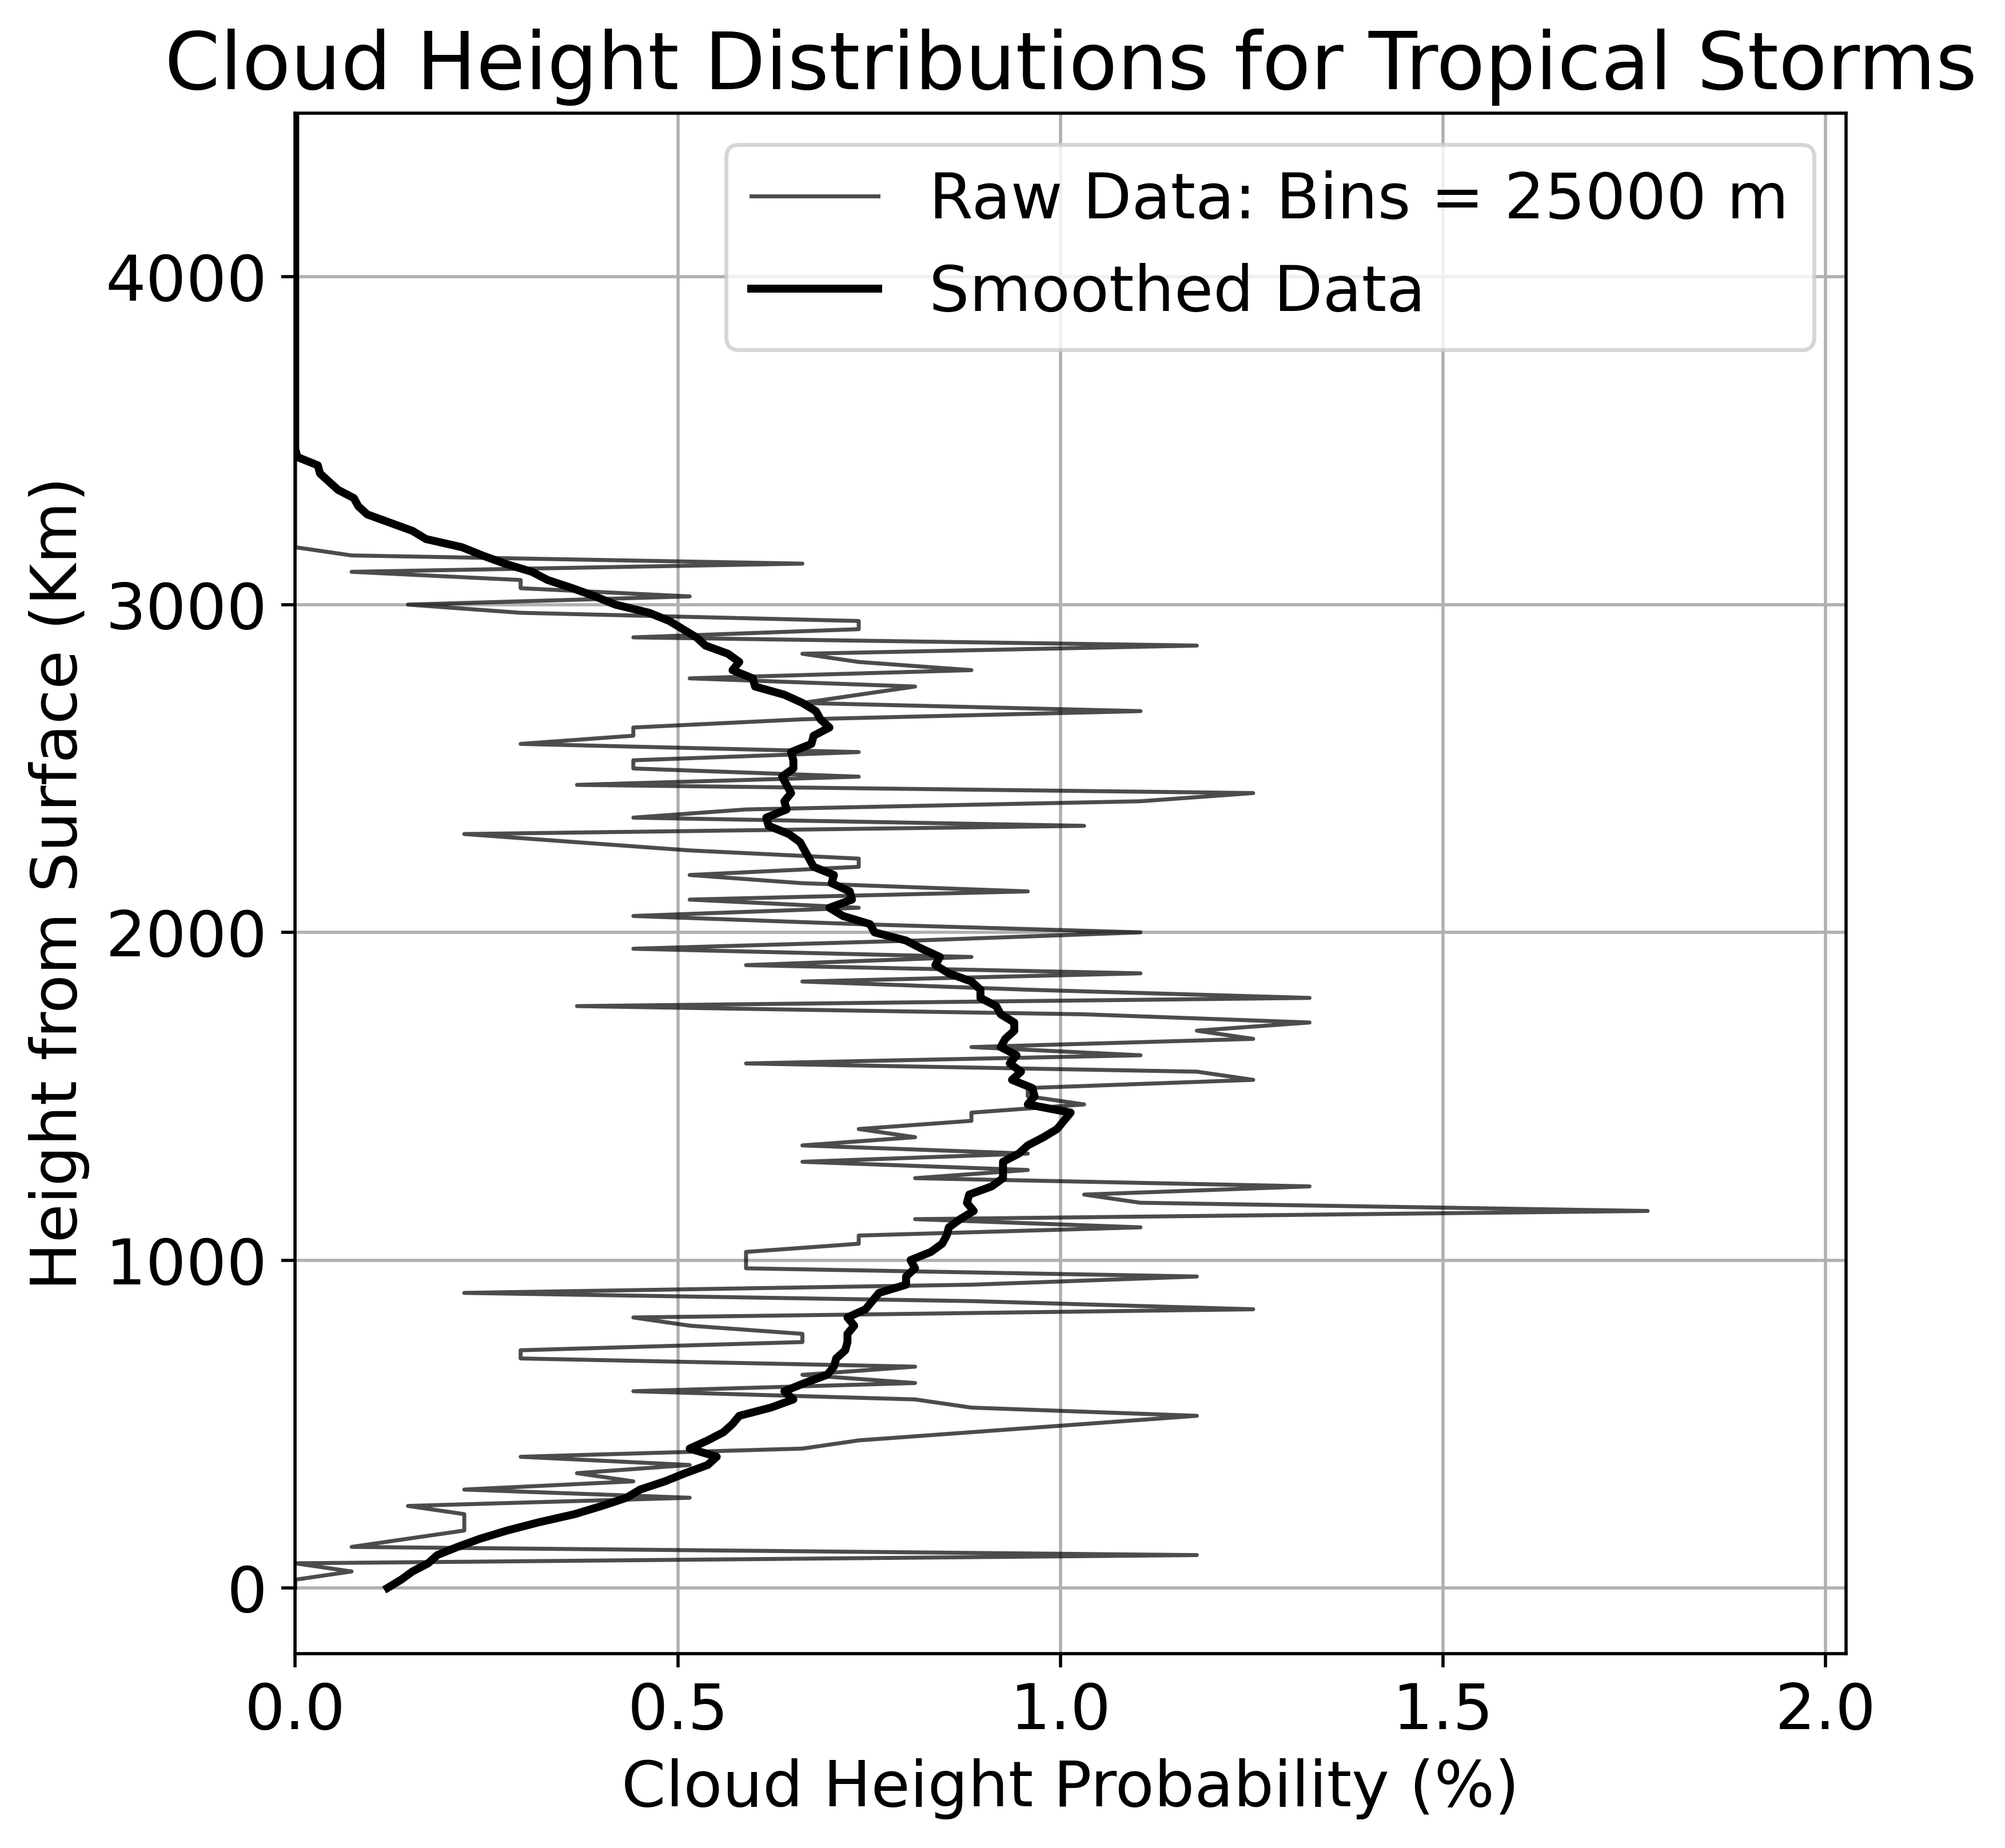 Cloud Height Distributions for Tropical Storms
Raw Data: Bins = 25000 m
Smoothed Data
Height from Surface (Km)
4000
3000
2000
1000
0
0.0 0.5 1.0 1.5 2.0
Cloud Height Probability (%)